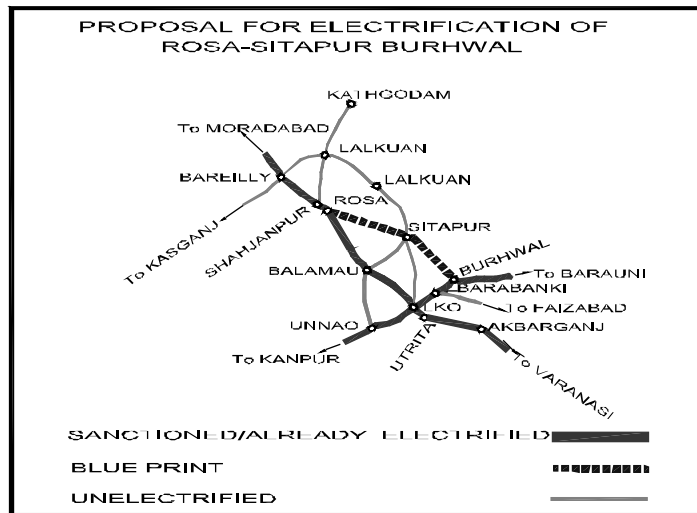 PROPOSAL FOR ELECTRIFICATION OF
ROSA-SITAPUR BURHWAL
KATHGODAM
To MORADABAD
LALKUAN
BAREILLY
LALKUAN
ROSA
SHAHJANPUR
SITAPUR
To KASGANJ
BURHWAL
BALAMAU
To BARAUNI
BARABANKI
LKO
To FAIZABAD
UNNAO
UTRITA
AKBARGANJ
To KANPUR
To VARANASI
SANCTIONED/ALREADY ELECTRIFIED
BLUE PRINT
UNELECTRIFIED